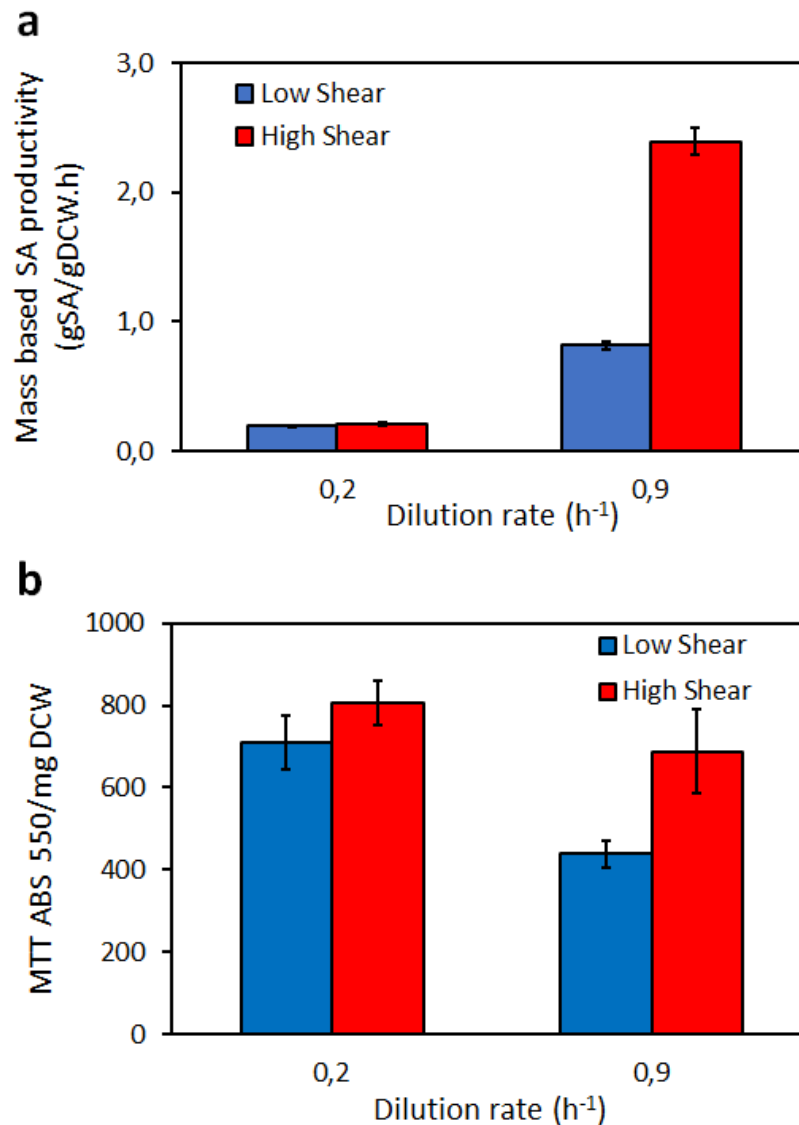 a
Mass based SA productivity
(gSA/gDCW.h)
3,0
2,0
1,0
0,0
Low Shear
High Shear
0,2
0,9
Dilution rate (h⁻¹)
b
MTT ABS 550/mg DCW
1000
800
600
400
200
0
Low Shear
High Shear
0,2
0,9
Dilution rate (h⁻¹)